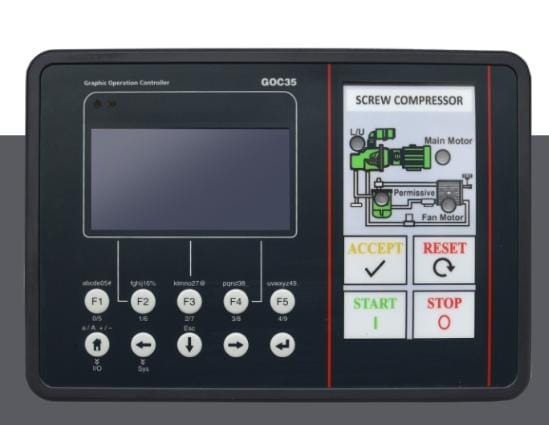 Graphic Operation Controller GOC35
SCREW COMPRESSOR
L/U
Main Motor
Permissive
Fan Motor
ACCEPT RESET
START STOP
abcde05# fghij16% klmno27@ pqrst38_ uvwxyz49.
F1 F2 F3 F4 F5
0/5 1/6 2/7 3/8 4/9
a / A + / - Esc
I/O Sys